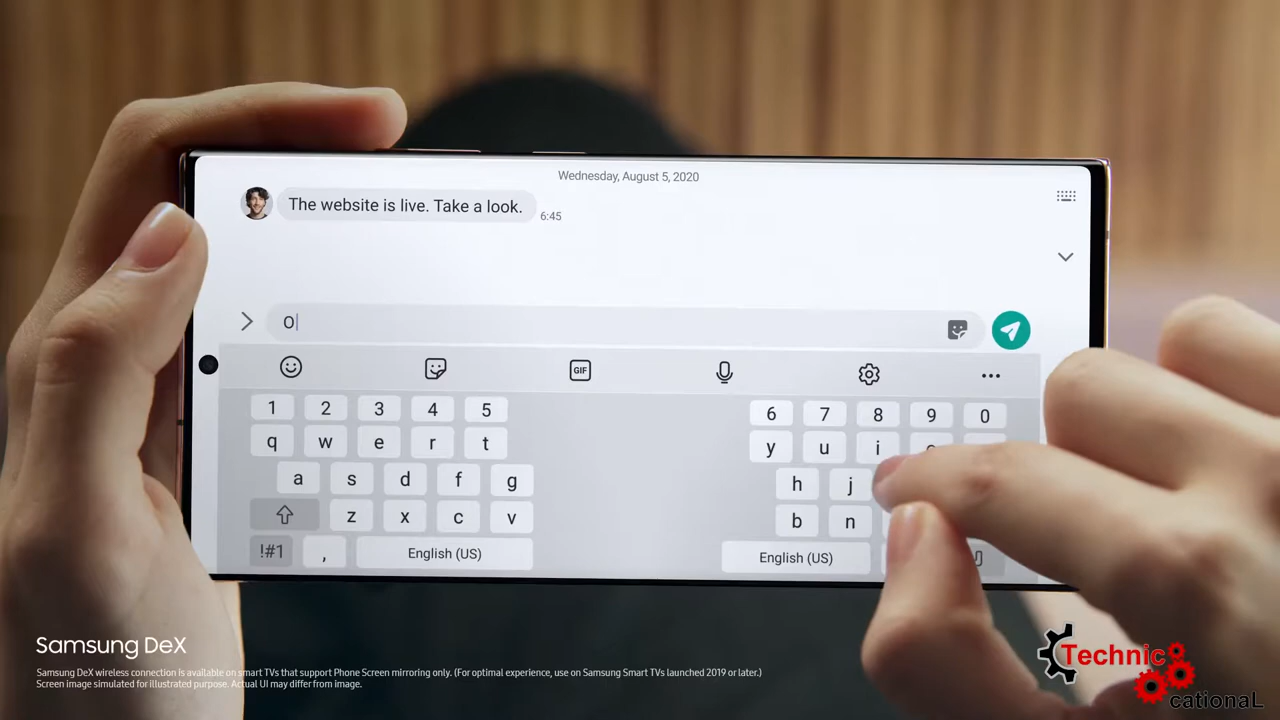 Wednesday, August 5, 2020
The website is live. Take a look.
6:45
O
GIF
1 2 3 4 5 6 7 8 9 0
q w e r t y u i
a s d f g h j
z x c v b n
!#1 , English (US) English (US)
Samsung DeX
Samsung DeX wireless connection is available on smart TVs that support Phone Screen mirroring only. (For optimal experience, use on Samsung Smart TVs launched 2019 or later.)
Screen image simulated for illustrated purpose. Actual UI may differ from image.
Technic
cationaL